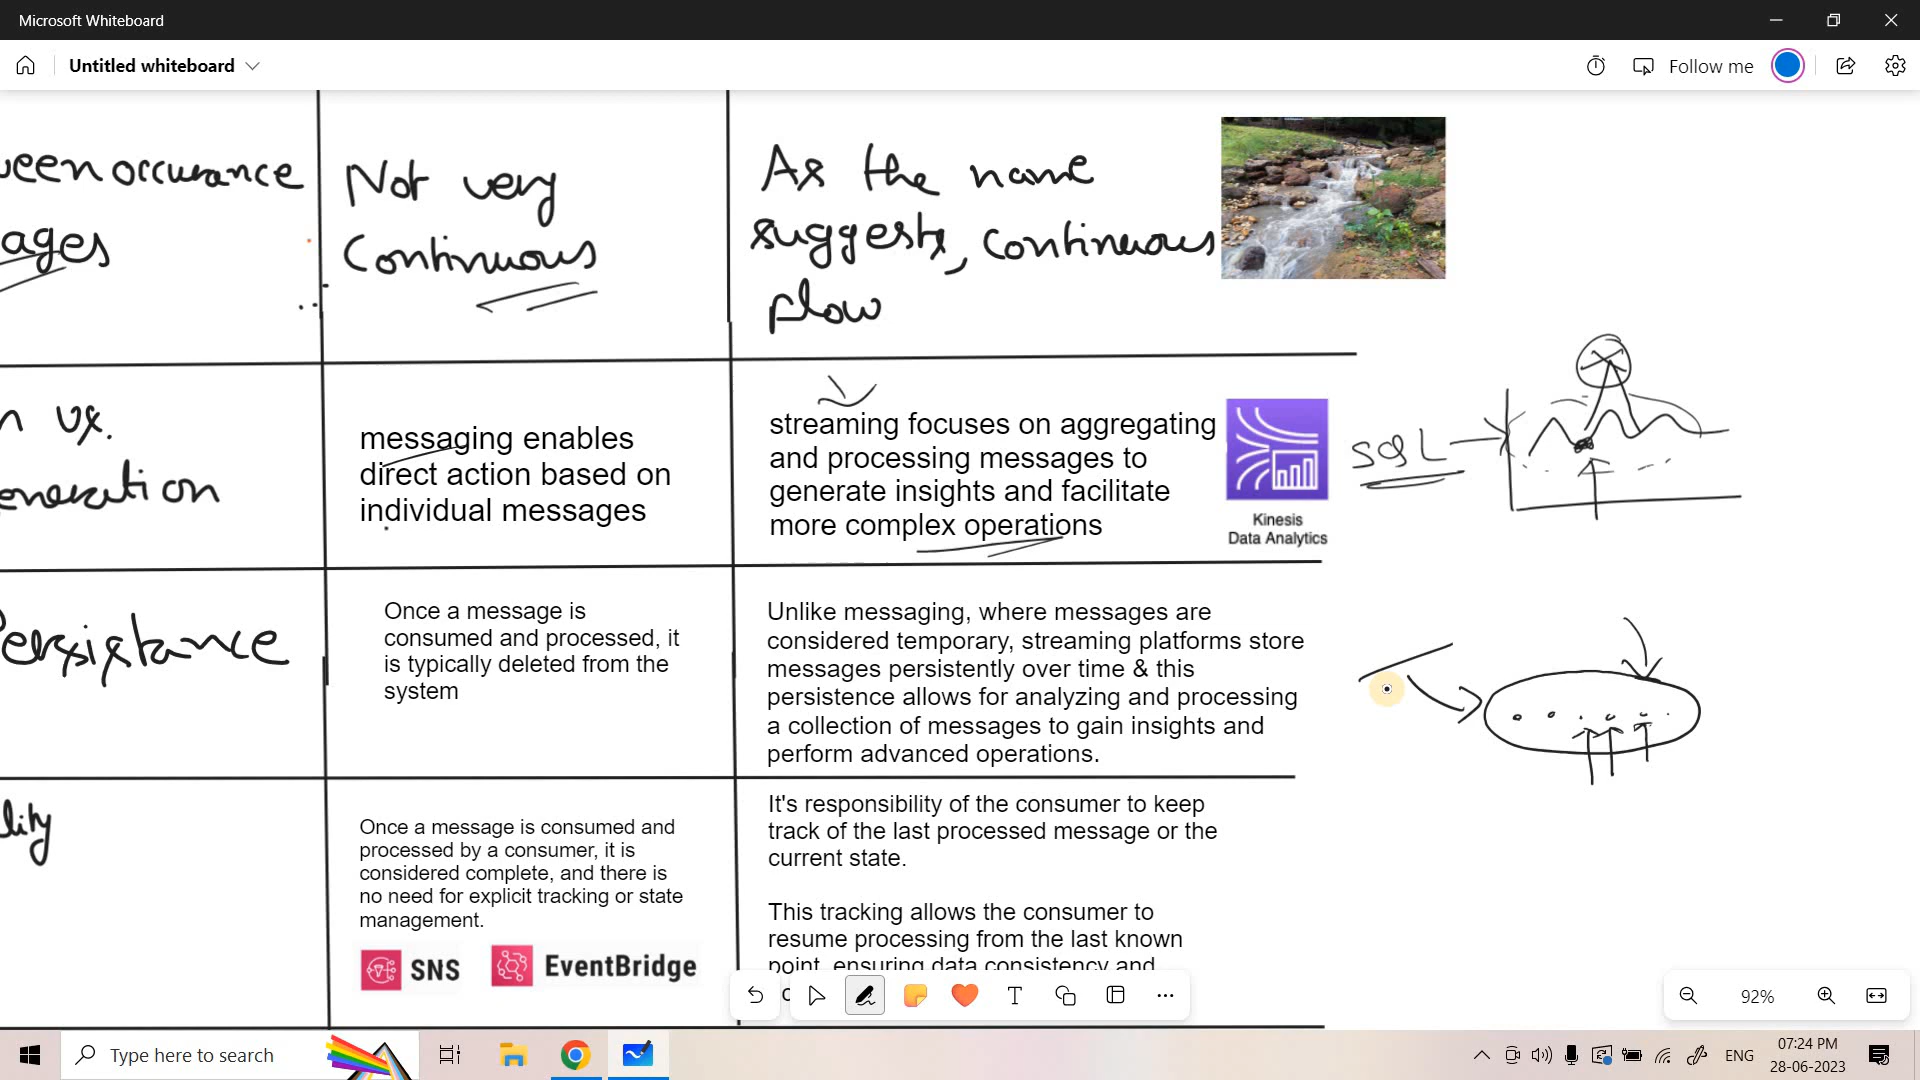 Microsoft Whiteboard
Untitled whiteboard
Follow me
ween occurance
ages
Not very
Continuous
As the name
suggests, continuous
flow
n vs.
eneration
messaging enables
direct action based on
individual messages
streaming focuses on aggregating
and processing messages to
generate insights and facilitate
more complex operations
Kinesis
Data Analytics
SQL
Persistance
Once a message is
consumed and processed, it
is typically deleted from the
system
Unlike messaging, where messages are
considered temporary, streaming platforms store
messages persistently over time & this
persistence allows for analyzing and processing
a collection of messages to gain insights and
perform advanced operations.
lity
Once a message is consumed and
processed by a consumer, it is
considered complete, and there is
no need for explicit tracking or state
management.
SNS
EventBridge
It's responsibility of the consumer to keep
track of the last processed message or the
current state.
This tracking allows the consumer to
resume processing from the last known
point, ensuring data consistency and
92%
Type here to search
ENG
07:24 PM
28-06-2023